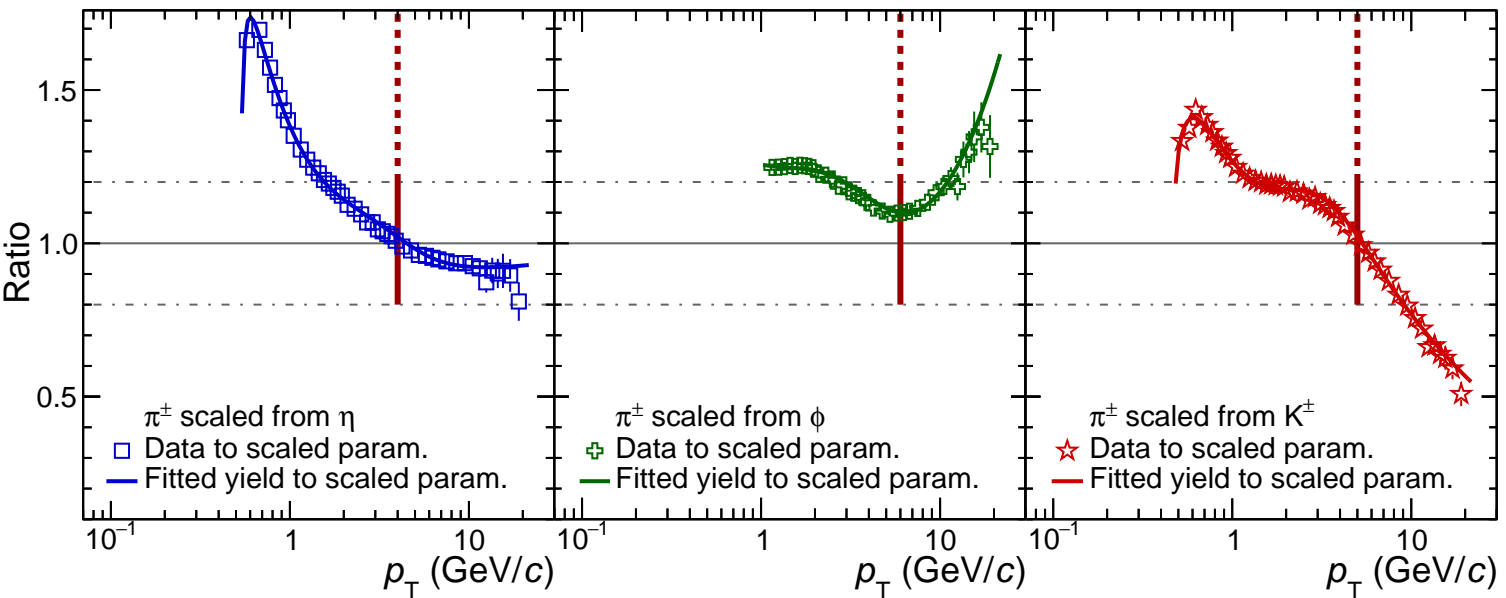 Ratio
1.5
1.0
0.5
π± scaled from η
Data to scaled param.
Fitted yield to scaled param.
10⁻¹ 1 10
p_T (GeV/c)
π± scaled from ϕ
Data to scaled param.
Fitted yield to scaled param.
10⁻¹ 1 10
p_T (GeV/c)
π± scaled from K±
Data to scaled param.
Fitted yield to scaled param.
10⁻¹ 1 10
p_T (GeV/c)